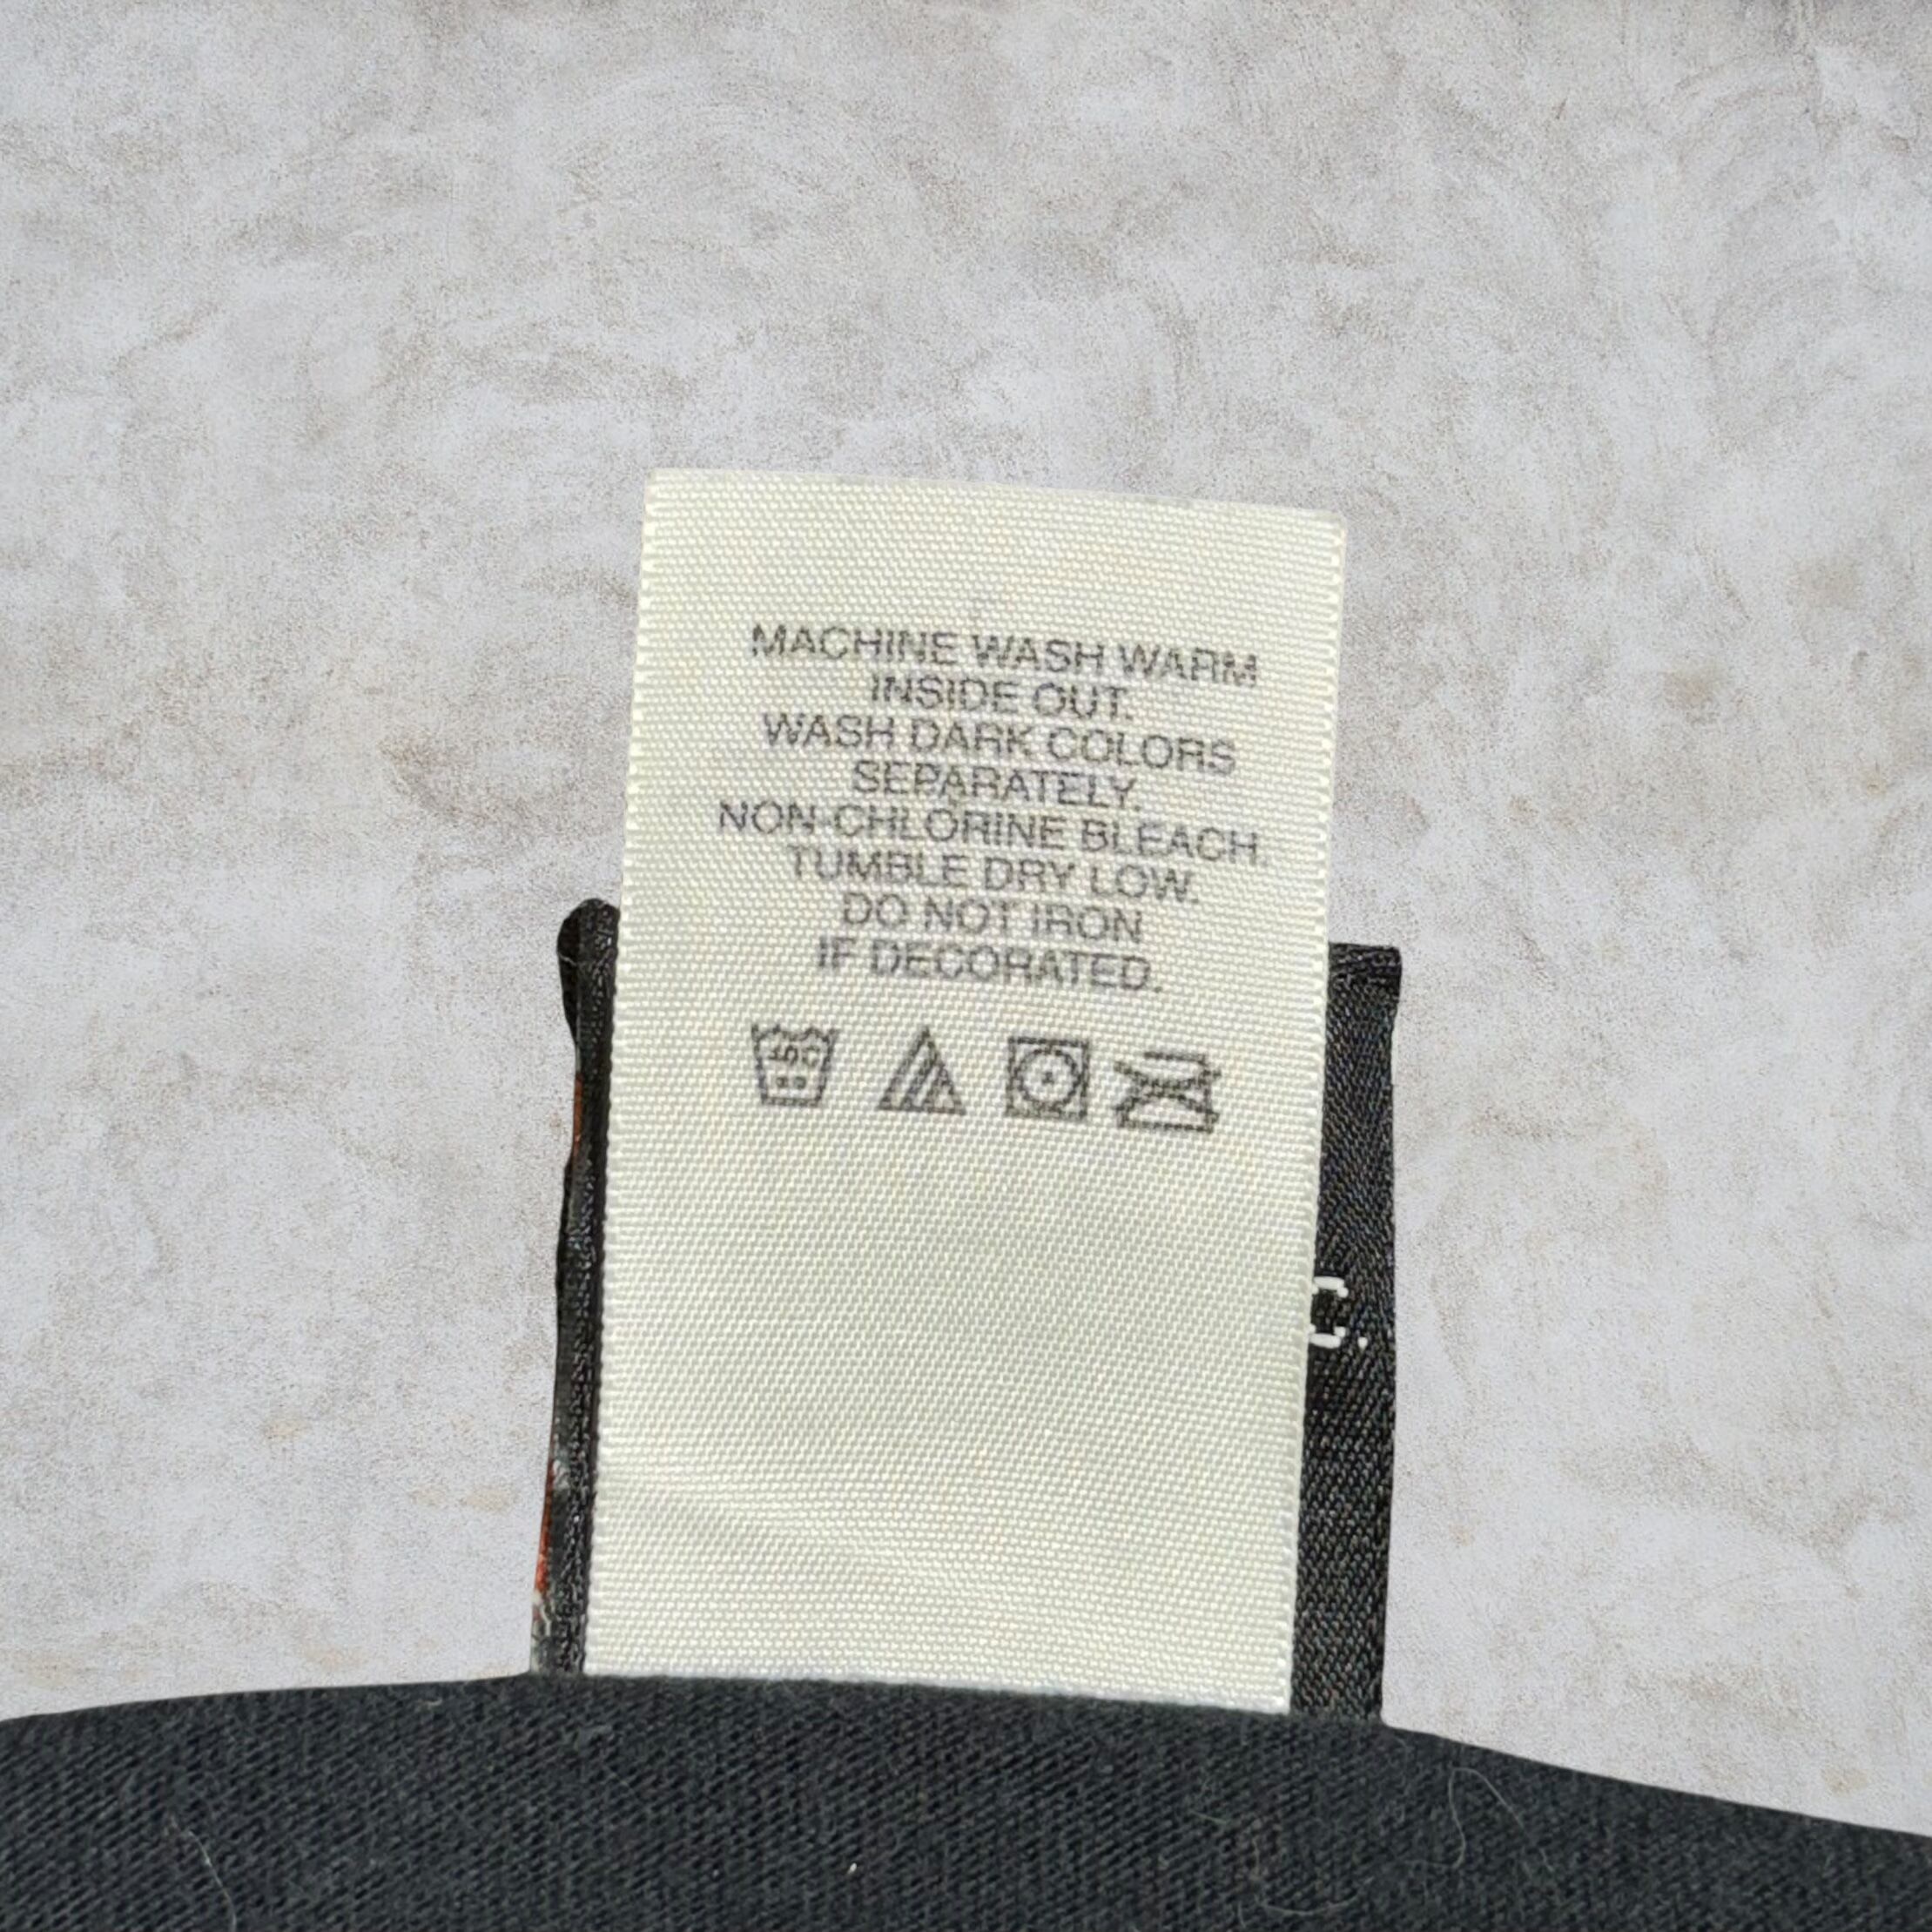 MACHINE WASH WARM
INSIDE OUT.
WASH DARK COLORS
SEPARATELY.
NON-CHLORINE BLEACH.
TUMBLE DRY LOW.
DO NOT IRON
IF DECORATED.
40C
C.